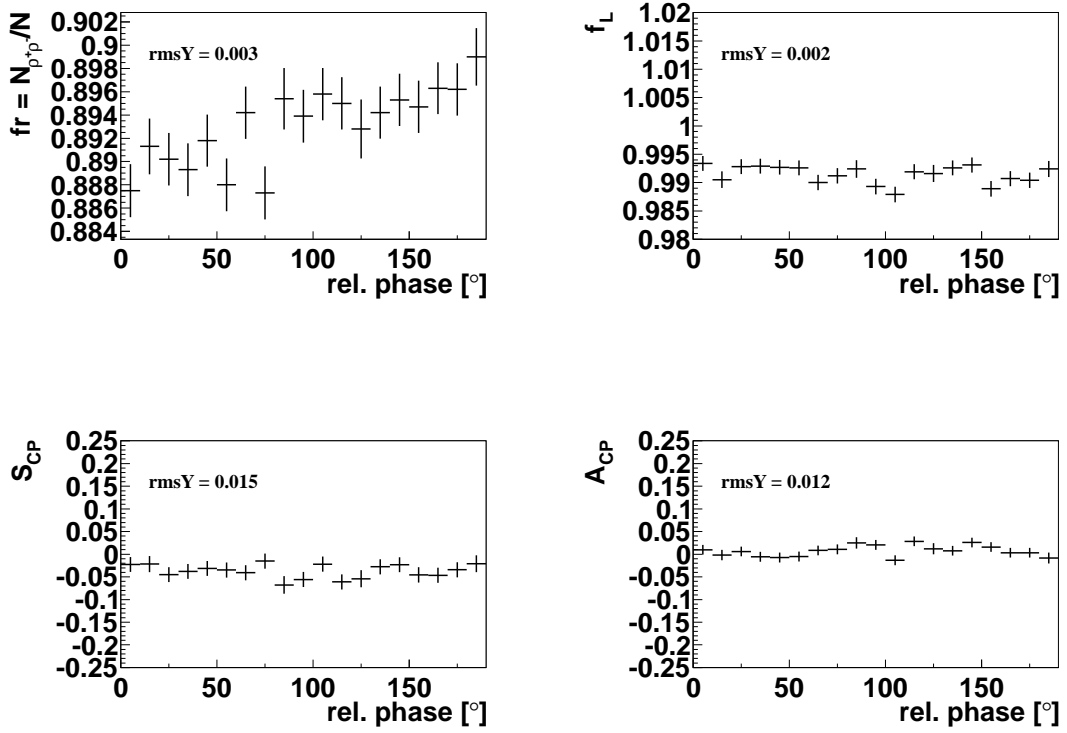 fr = N_ρ⁺ρ⁻/N
0.902
0.9
0.898
0.896
0.894
0.892
0.89
0.888
0.886
0.884
rmsY = 0.003
0 50 100 150
rel. phase [°]
f_L
1.02
1.015
1.01
1.005
1
0.995
0.99
0.985
0.98
rmsY = 0.002
0 50 100 150
rel. phase [°]
S_CP
0.25
0.2
0.15
0.1
0.05
0
-0.05
-0.1
-0.15
-0.2
-0.25
rmsY = 0.015
0 50 100 150
rel. phase [°]
A_CP
0.25
0.2
0.15
0.1
0.05
0
-0.05
-0.1
-0.15
-0.2
-0.25
rmsY = 0.012
0 50 100 150
rel. phase [°]